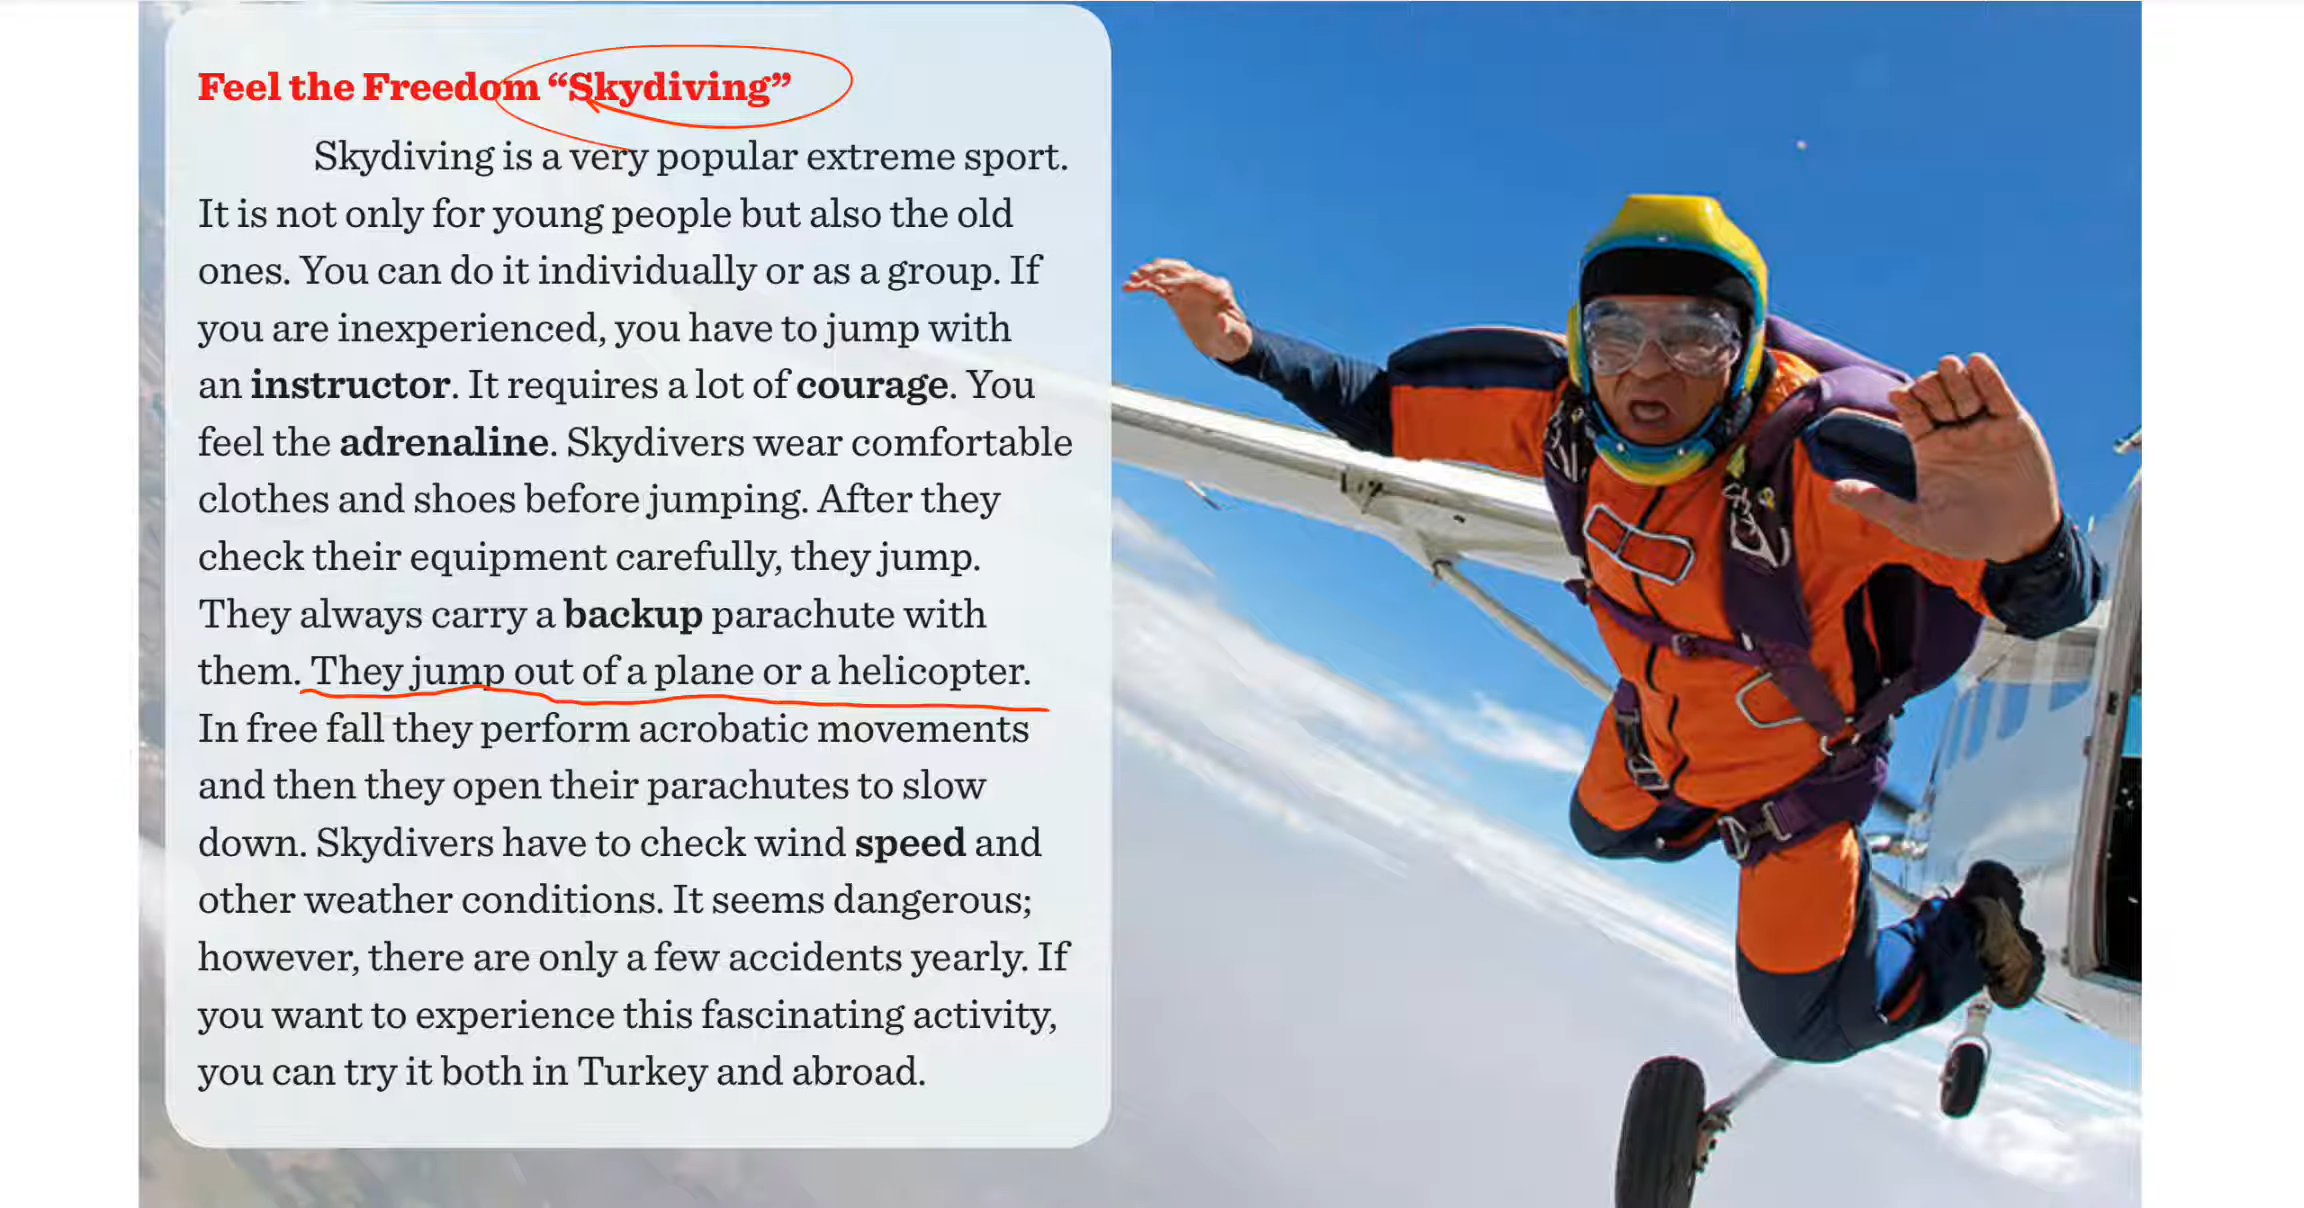 Feel the Freedom “Skydiving”
Skydiving is a very popular extreme sport.
It is not only for young people but also the old
ones. You can do it individually or as a group. If
you are inexperienced, you have to jump with
an instructor. It requires a lot of courage. You
feel the adrenaline. Skydivers wear comfortable
clothes and shoes before jumping. After they
check their equipment carefully, they jump.
They always carry a backup parachute with
them. They jump out of a plane or a helicopter.
In free fall they perform acrobatic movements
and then they open their parachutes to slow
down. Skydivers have to check wind speed and
other weather conditions. It seems dangerous;
however, there are only a few accidents yearly. If
you want to experience this fascinating activity,
you can try it both in Turkey and abroad.